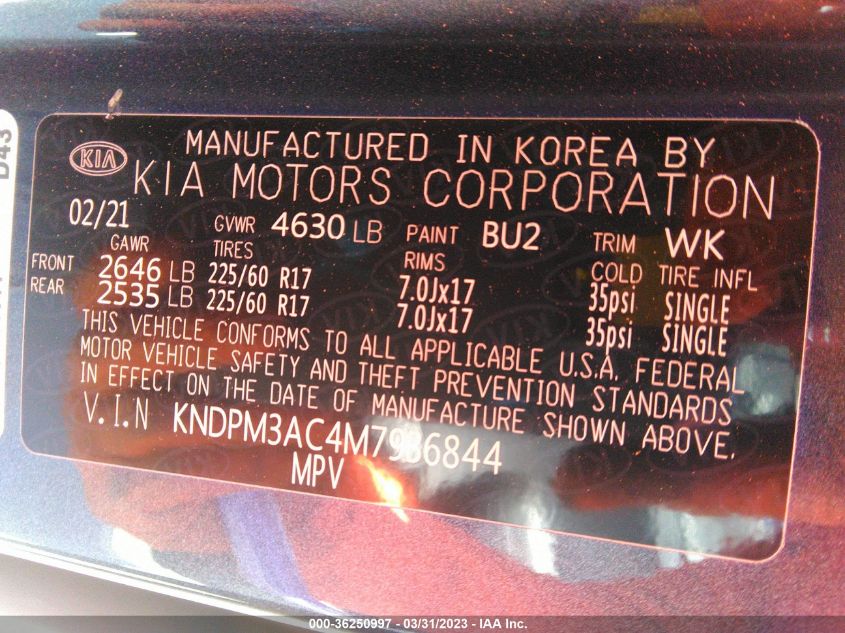 D43
MANUFACTURED IN KOREA BY
KIA KIA MOTORS CORPORATION
02/21 GVWR 4630 LB PAINT BU2 TRIM WK
GAWR TIRES RIMS COLD TIRE INFL
FRONT 2646 LB 225/60 R17 7.0Jx17 35psi SINGLE
REAR 2535 LB 225/60 R17 7.0Jx17 35psi SINGLE
THIS VEHICLE CONFORMS TO ALL APPLICABLE U.S.A. FEDERAL
MOTOR VEHICLE SAFETY AND THEFT PREVENTION STANDARDS
IN EFFECT ON THE DATE OF MANUFACTURE SHOWN ABOVE.
V.I.N KNDPM3AC4M7936844
MPV
000-36250997 - 03/31/2023 - IAA Inc.